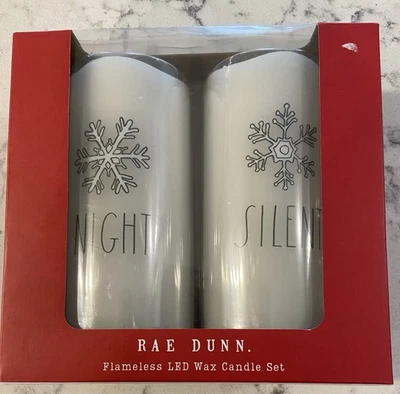 NIGHT
SILENT
RAE DUNN.
Flameless LED Wax Candle Set